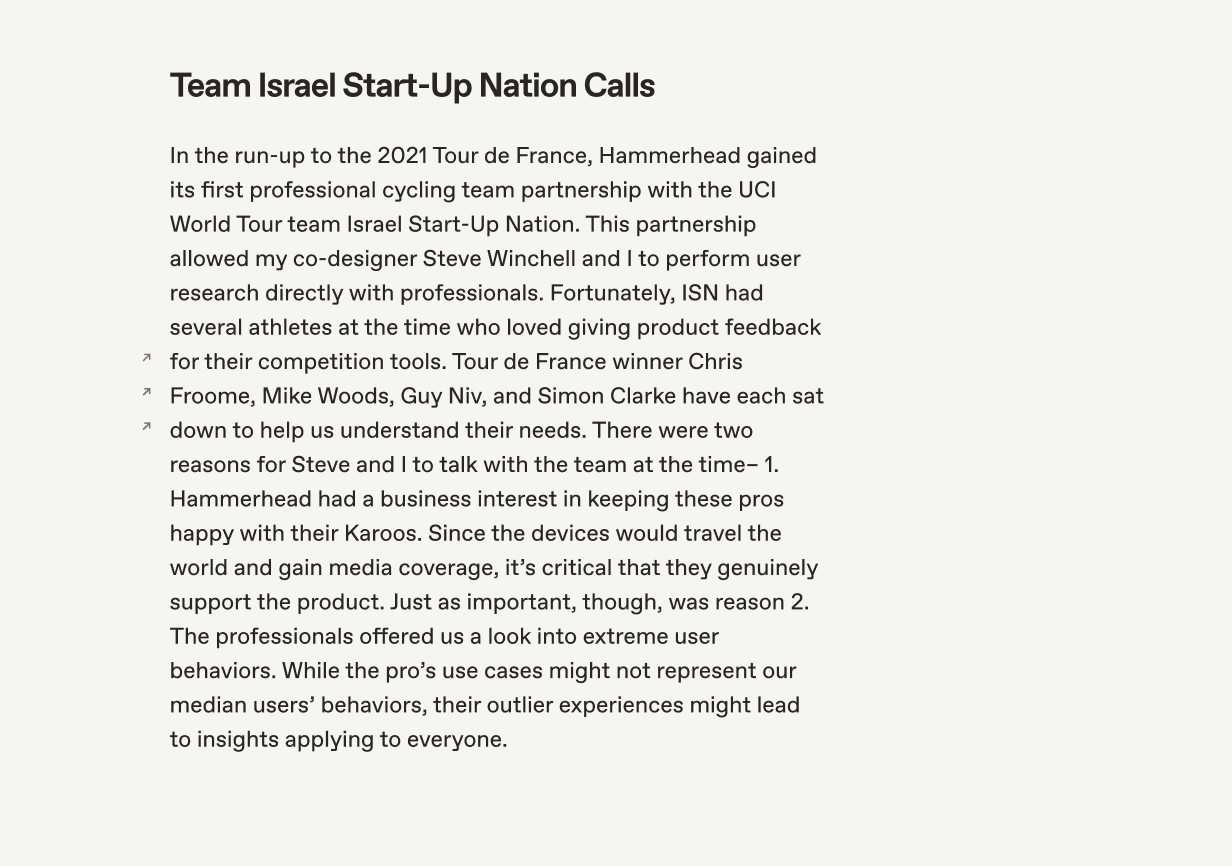 Team Israel Start-Up Nation Calls
In the run-up to the 2021 Tour de France, Hammerhead gained
its first professional cycling team partnership with the UCI
World Tour team Israel Start-Up Nation. This partnership
allowed my co-designer Steve Winchell and I to perform user
research directly with professionals. Fortunately, ISN had
several athletes at the time who loved giving product feedback
for their competition tools. Tour de France winner Chris
Froome, Mike Woods, Guy Niv, and Simon Clarke have each sat
down to help us understand their needs. There were two
reasons for Steve and I to talk with the team at the time– 1.
Hammerhead had a business interest in keeping these pros
happy with their Karoos. Since the devices would travel the
world and gain media coverage, it’s critical that they genuinely
support the product. Just as important, though, was reason 2.
The professionals offered us a look into extreme user
behaviors. While the pro’s use cases might not represent our
median users’ behaviors, their outlier experiences might lead
to insights applying to everyone.